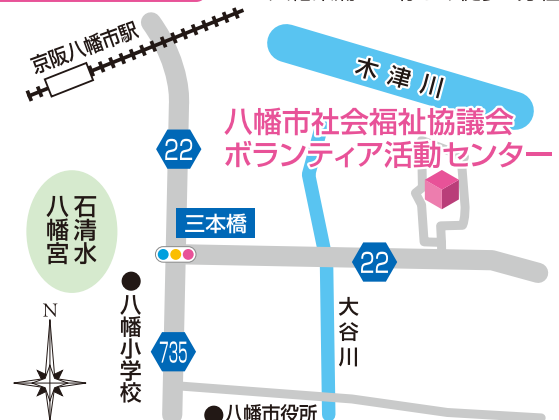 京阪八幡市駅
木津川
八幡市社会福祉協議会
ボランティア活動センター
22
石清水
八幡宮
三本橋
22
大谷川
八幡小学校
N
735
八幡市役所